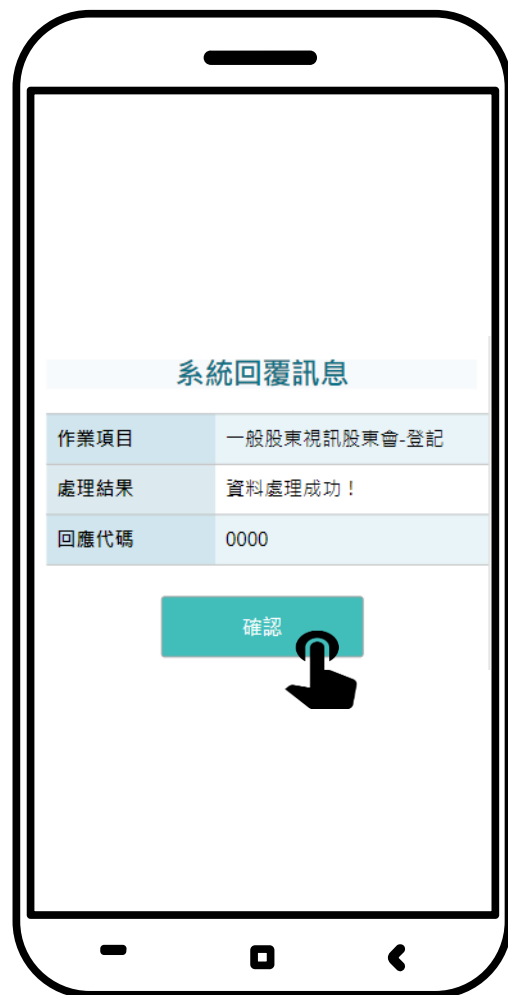 系統回覆訊息
作業項目 一般股東視訊股東會-登記
處理結果 資料處理成功！
回應代碼 0000
確認